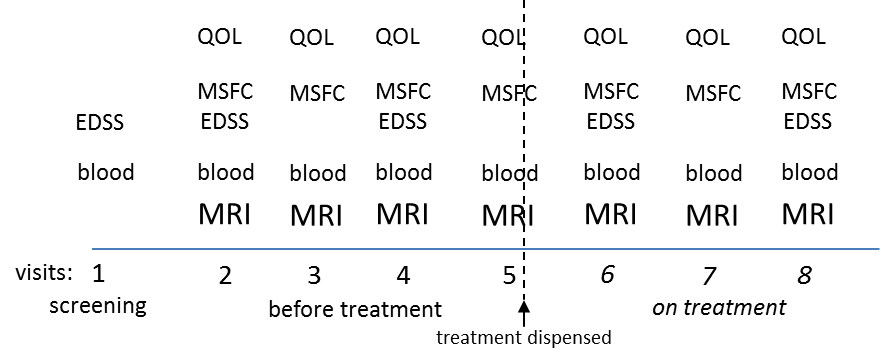 QOL QOL QOL QOL QOL QOL QOL
MSFC MSFC MSFC MSFC MSFC MSFC MSFC
EDSS EDSS EDSS EDSS EDSS
blood blood blood blood blood blood blood blood
MRI MRI MRI MRI MRI MRI MRI
visits: 1 2 3 4 5 6 7 8
screening before treatment on treatment
treatment dispensed